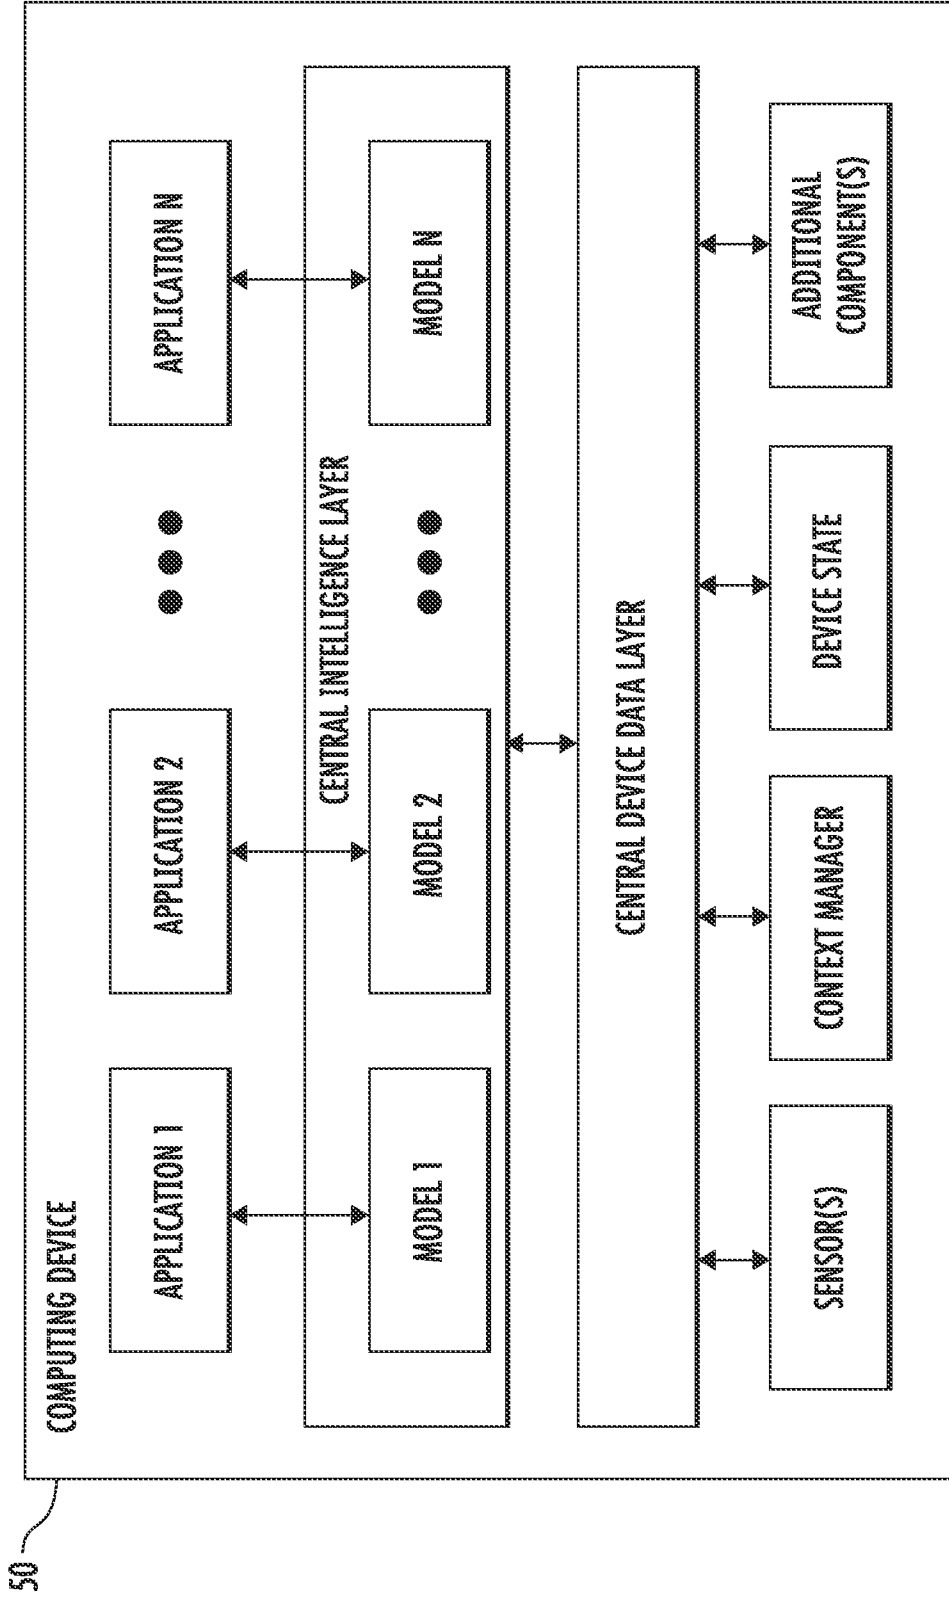 50
COMPUTING DEVICE
APPLICATION 1
APPLICATION 2
APPLICATION N
CENTRAL INTELLIGENCE LAYER
MODEL 1
MODEL 2
MODEL N
CENTRAL DEVICE DATA LAYER
SENSOR(S)
CONTEXT MANAGER
DEVICE STATE
ADDITIONAL
COMPONENT(S)